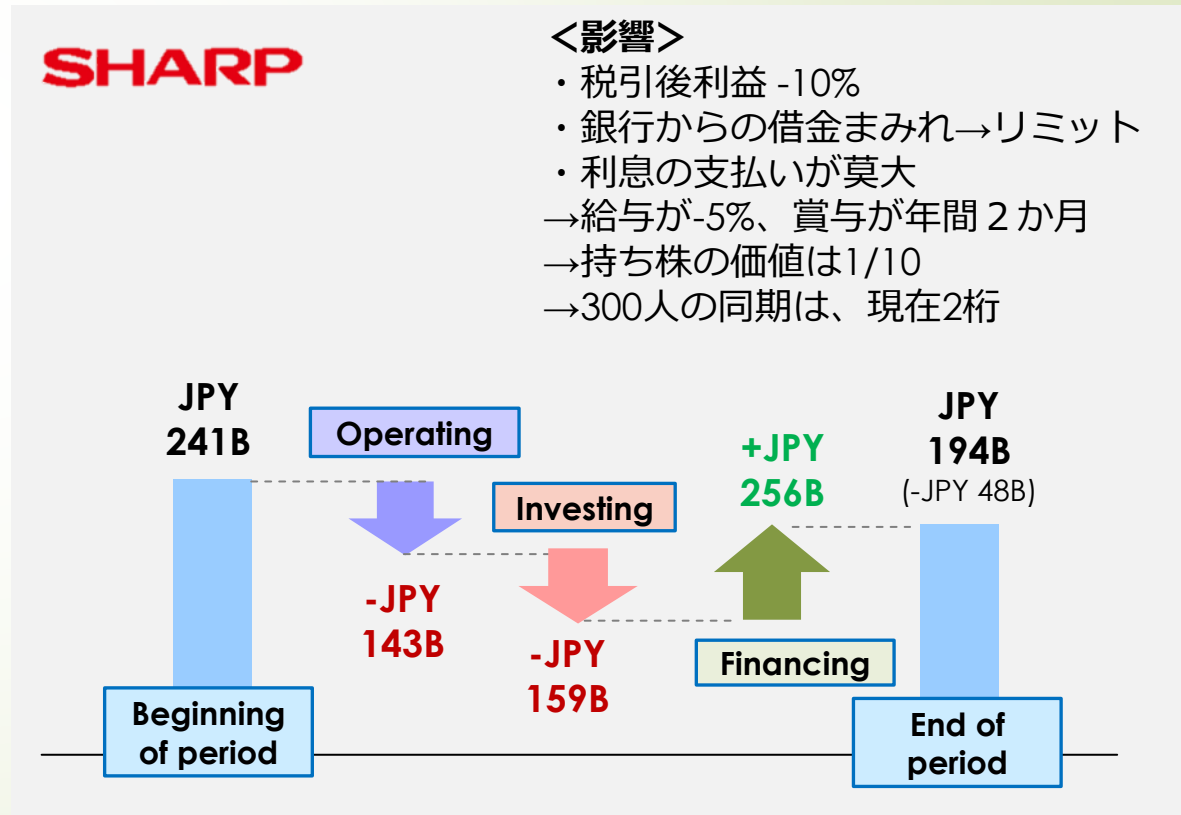 SHARP
＜影響＞
・税引後利益 -10%
・銀行からの借金まみれ→リミット
・利息の支払いが莫大
→給与が-5%、賞与が年間２か月
→持ち株の価値は1/10
→300人の同期は、現在2桁
JPY
241B
Operating
-JPY
143B
Investing
-JPY
159B
+JPY
256B
Financing
JPY
194B
(-JPY 48B)
Beginning
of period
End of
period